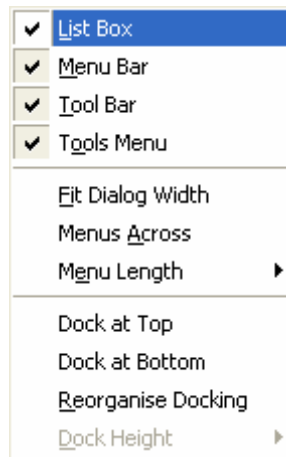 List Box
Menu Bar
Tool Bar
Tools Menu
Fit Dialog Width
Menus Across
Menu Length
Dock at Top
Dock at Bottom
Reorganise Docking
Dock Height